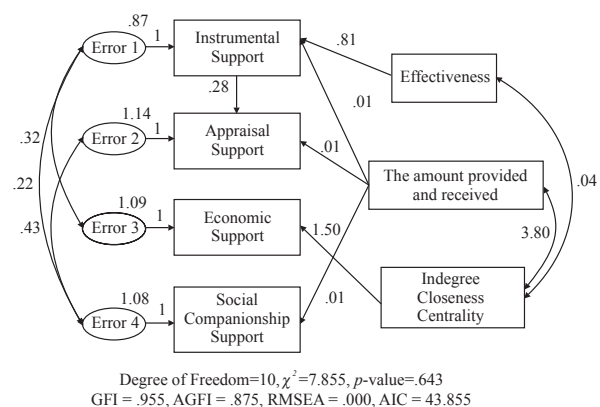 .87
Error 1
1
Instrumental
Support
.81
Effectiveness
.28
.01
1.14
Error 2
1
Appraisal
Support
.01
.32
.22
.43
The amount provided
and received
.04
1.09
Error 3
1
Economic
Support
1.50
3.80
Indegree
Closeness
Centrality
1.08
Error 4
1
Social
Companionship
Support
.01
Degree of Freedom=10, χ²=7.855, p-value=.643
GFI = .955, AGFI = .875, RMSEA = .000, AIC = 43.855